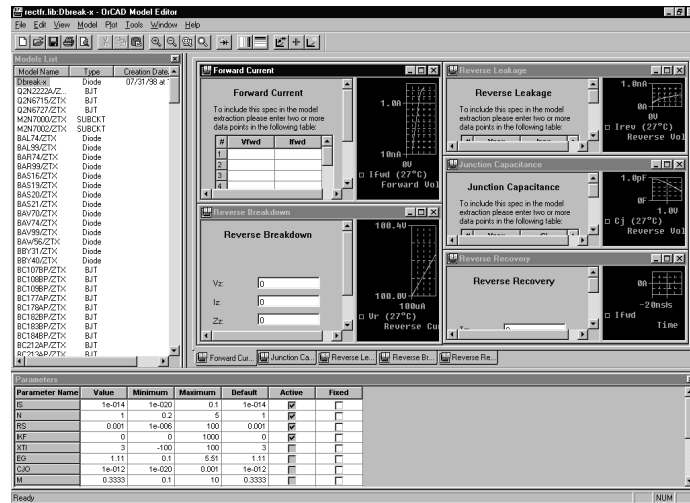 rectfr.lib:Dbreak-x - OrCAD Model Editor
File Edit View Model Plot Tools Window Help
Models List
Model Name Type Creation Date
Dbreak-x Diode 07/31/98 at
Q2N2222A/Z... BJT
Q2N6715/ZTX BJT
Q2N6727/ZTX BJT
M2N7000/ZTX SUBCKT
M2N7002/ZTX SUBCKT
BAL74/ZTX Diode
BAL99/ZTX Diode
BAR74/ZTX Diode
BAR99/ZTX Diode
BAS16/ZTX Diode
BAS19/ZTX Diode
BAS20/ZTX Diode
BAS21/ZTX Diode
BAV70/ZTX Diode
BAV74/ZTX Diode
BAV99/ZTX Diode
BAW56/ZTX Diode
BBY31/ZTX Diode
BBY40/ZTX Diode
BC107BP/ZTX BJT
BC108BP/ZTX BJT
BC109BP/ZTX BJT
BC177AP/ZTX BJT
BC178AP/ZTX BJT
BC182BP/ZTX BJT
BC183BP/ZTX BJT
BC184BP/ZTX BJT
BC212AP/ZTX BJT
BC213AP/ZTX BJT
Forward Current
Forward Current
To include this spec in the model
extraction please enter two or more
data points in the following table:
# Vfwd Ifwd
1
2
3
4
1.0A
10nA
0V
Ifwd (27°C)
Forward Vol
Reverse Leakage
Reverse Leakage
To include this spec in the model
extraction please enter two or more
data points in the following table:
1.0nA
0A
0V
Irev (27°C)
Reverse Vol
Junction Capacitance
Junction Capacitance
To include this spec in the model
extraction please enter two or more
data points in the following table:
1.0pF
0F
1.0V
Cj (27°C)
Reverse Vol
Reverse Breakdown
Reverse Breakdown
Vz: 0
Iz: 0
Zz: 0
100.4V
100.0V
100uA
Vr (27°C)
Reverse Cur
Reverse Recovery
Reverse Recovery
0A
-20ns1s
Ifwd
Time
Forward Cur... Junction Ca... Reverse Le... Reverse Br... Reverse Re...
Parameters
Parameter Name Value Minimum Maximum Default Active Fixed
IS 1e-014 1e-020 0.1 1e-014
N 1 0.2 5 1
RS 0.001 1e-006 100 0.001
IKF 0 0 1000 0
XTI 3 -100 100 3
EG 1.11 0.1 5.51 1.11
CJO 1e-012 1e-020 0.001 1e-012
M 0.3333 0.1 10 0.3333
Ready NUM